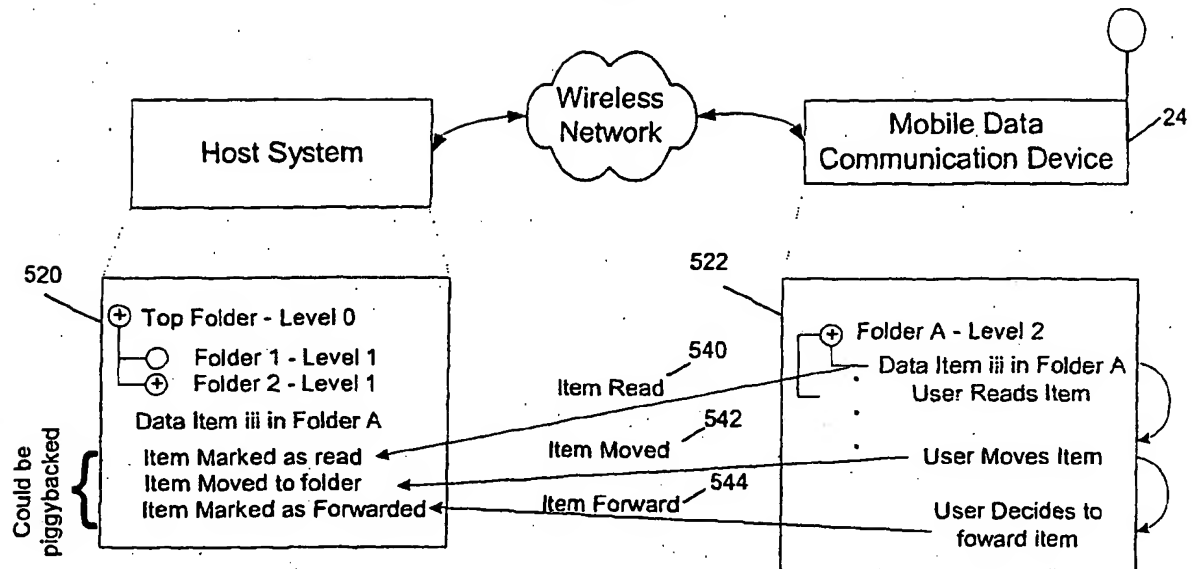 Wireless
Network
Host System
Mobile Data
Communication Device
24
520
Top Folder - Level 0
Folder 1 - Level 1
Folder 2 - Level 1
Data Item iii in Folder A
Item Marked as read
Item Moved to folder
Item Marked as Forwarded
Could be
piggybacked
Item Read
540
Item Moved
542
Item Forward
544
522
Folder A - Level 2
Data Item iii in Folder A
User Reads Item
User Moves Item
User Decides to
foward item